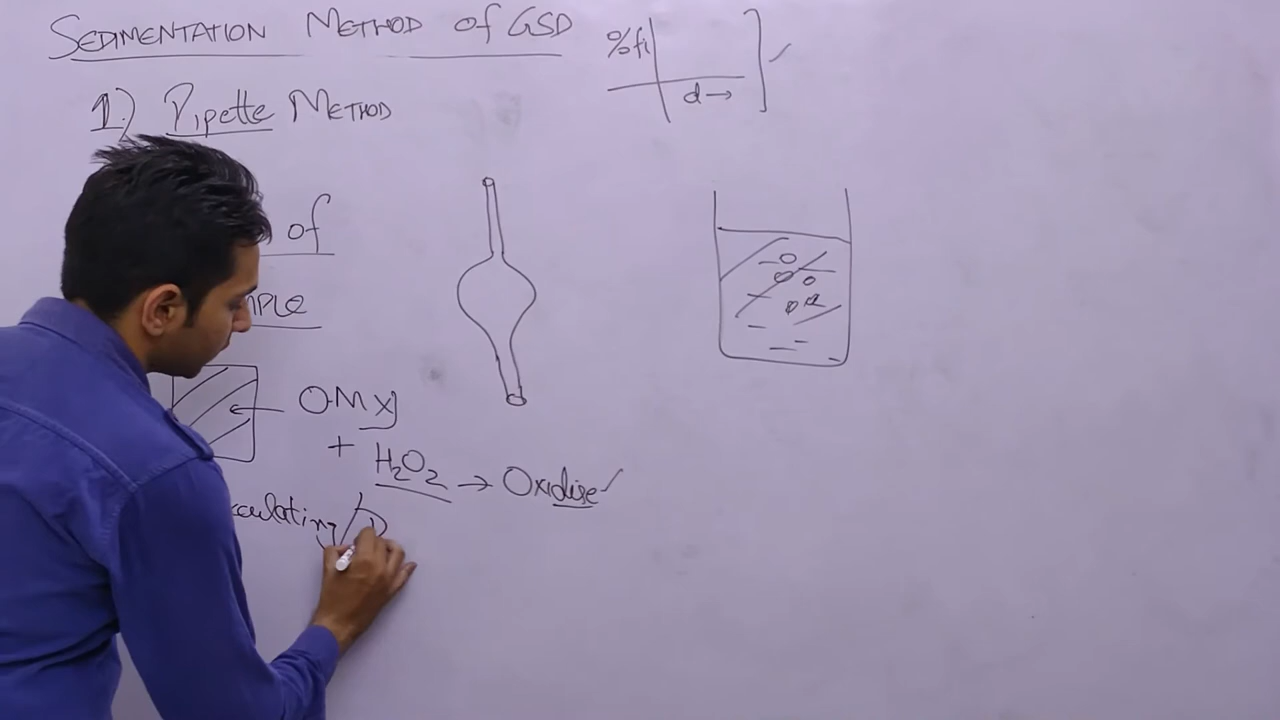 SEDIMENTATION METHOD of GSD
%fi
d→
1.) Pipette METHOD
of
MPLE
O·M
+
H2O2 → Oxidise
culating /D